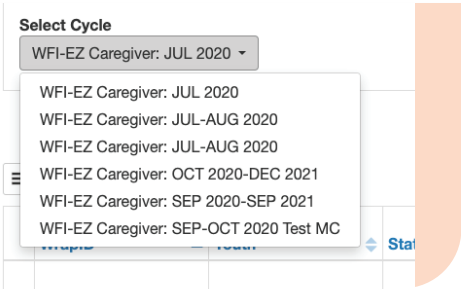 Select Cycle
WFI-EZ Caregiver: JUL 2020
WFI-EZ Caregiver: JUL 2020
WFI-EZ Caregiver: JUL-AUG 2020
WFI-EZ Caregiver: JUL-AUG 2020
WFI-EZ Caregiver: OCT 2020-DEC 2021
WFI-EZ Caregiver: SEP 2020-SEP 2021
WFI-EZ Caregiver: SEP-OCT 2020 Test MC
WrapID Youth Stat